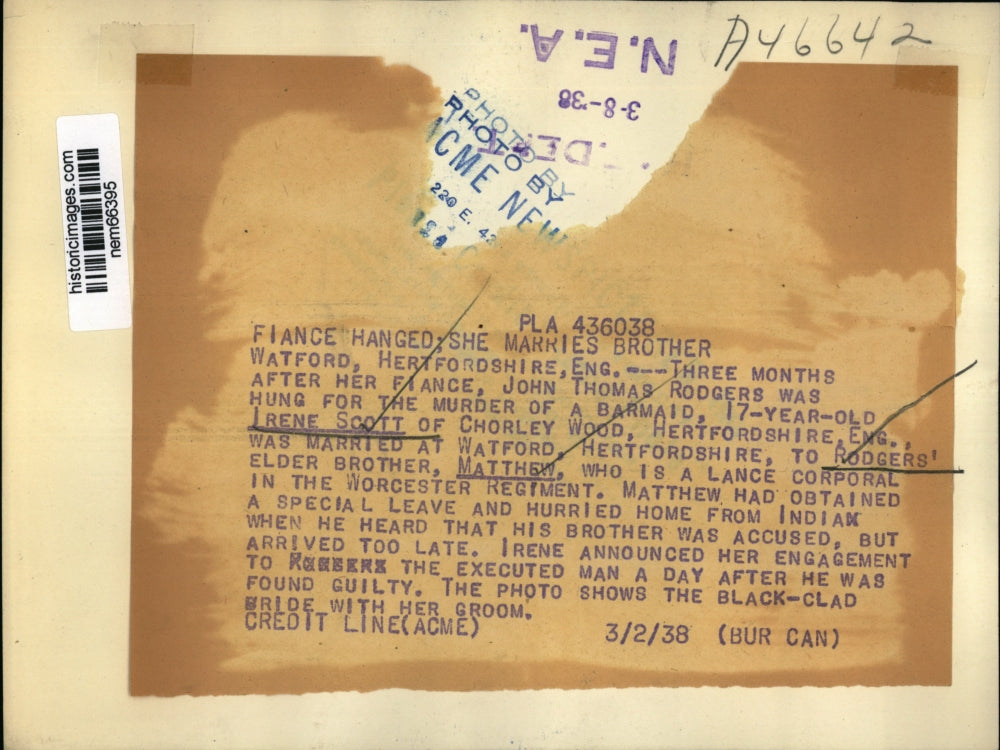 A46642
N.E.A.
3-8-'38
PHOTO BY
PHOTO BY
ACME NEW
220 E. 42
historicimages.com
nem66395
PLA 436038
FIANCE HANGED;SHE MARRIES BROTHER
WATFORD, HERTFORDSHIRE,ENG.---THREE MONTHS
AFTER HER FIANCE, JOHN THOMAS RODGERS WAS
HUNG FOR THE MURDER OF A BARMAID, 17-YEAR-OLD
IRENE SCOTT OF CHORLEY WOOD, HERTFORDSHIRE,ENG.,
WAS MARRIED AT WATFORD, HERTFORDSHIRE, TO RODGERS'
ELDER BROTHER, MATTHEW, WHO IS A LANCE CORPORAL
IN THE WORCESTER REGIMENT. MATTHEW HAD OBTAINED
A SPECIAL LEAVE AND HURRIED HOME FROM INDIA
WHEN HE HEARD THAT HIS BROTHER WAS ACCUSED, BUT
ARRIVED TOO LATE. IRENE ANNOUNCED HER ENGAGEMENT
TO THE EXECUTED MAN A DAY AFTER HE WAS
FOUND GUILTY. THE PHOTO SHOWS THE BLACK-CLAD
BRIDE WITH HER GROOM.
CREDIT LINE(ACME) 3/2/38 (BUR CAN)